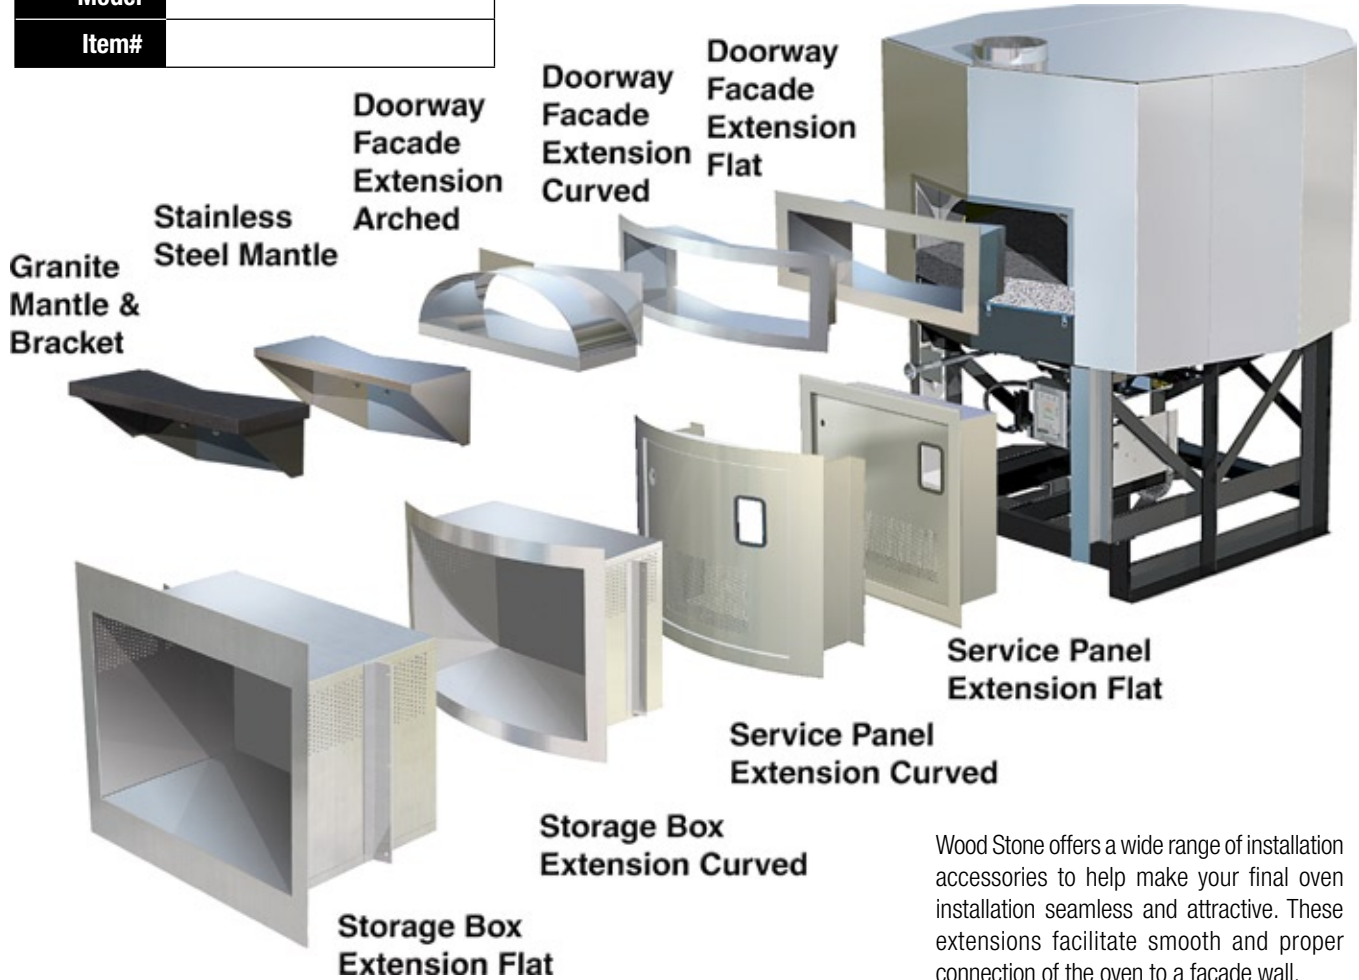 Model
Item#
Doorway
Facade
Extension
Flat
Doorway
Facade
Extension
Curved
Doorway
Facade
Extension
Arched
Stainless
Steel Mantle
Granite
Mantle &
Bracket
Service Panel
Extension Flat
Service Panel
Extension Curved
Storage Box
Extension Curved
Storage Box
Extension Flat
Wood Stone offers a wide range of installation
accessories to help make your final oven
installation seamless and attractive. These
extensions facilitate smooth and proper
connection of the oven to a facade wall.